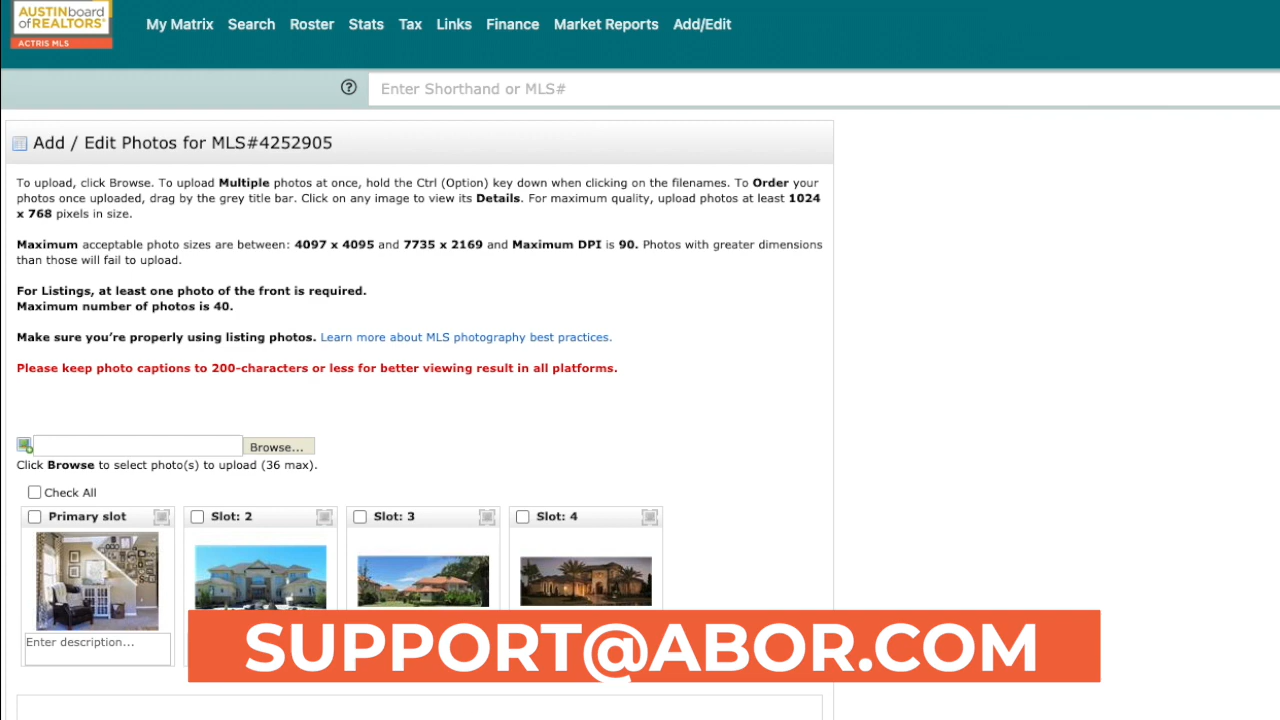 AUSTINboard
of REALTORS®
ACTRIS MLS
My Matrix Search Roster Stats Tax Links Finance Market Reports Add/Edit
? Enter Shorthand or MLS#
Add / Edit Photos for MLS#4252905
To upload, click Browse. To upload Multiple photos at once, hold the Ctrl (Option) key down when clicking on the filenames. To Order your
photos once uploaded, drag by the grey title bar. Click on any image to view its Details. For maximum quality, upload photos at least 1024
x 768 pixels in size.
Maximum acceptable photo sizes are between: 4097 x 4095 and 7735 x 2169 and Maximum DPI is 90. Photos with greater dimensions
than those will fail to upload.
For Listings, at least one photo of the front is required.
Maximum number of photos is 40.
Make sure you’re properly using listing photos. Learn more about MLS photography best practices.
Please keep photo captions to 200-characters or less for better viewing result in all platforms.
Browse...
Click Browse to select photo(s) to upload (36 max).
Check All
Primary slot Slot: 2 Slot: 3 Slot: 4
Enter description...
SUPPORT@ABOR.COM